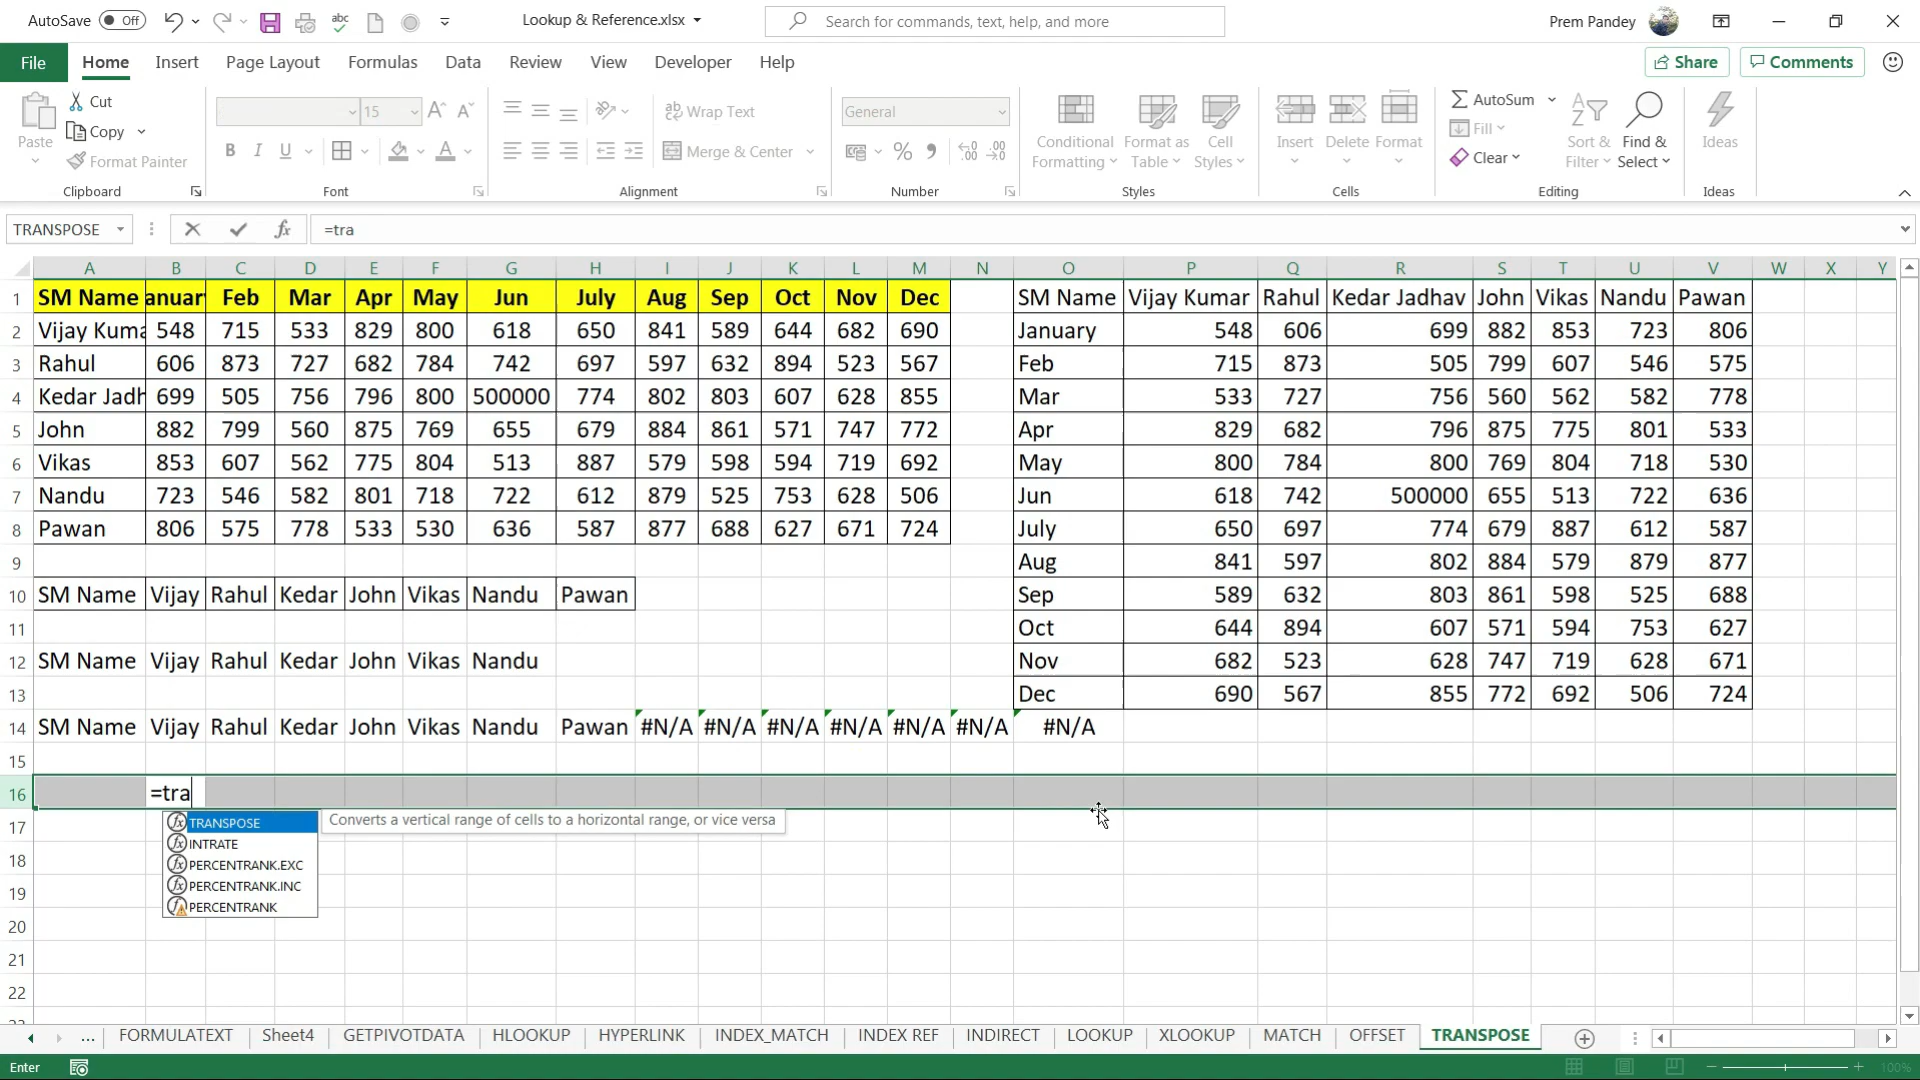 AutoSave Off Lookup & Reference.xlsx Search for commands, text, help, and more Prem Pandey
File Home Insert Page Layout Formulas Data Review View Developer Help Share Comments
Paste Cut Copy Format Painter Clipboard
15 B I U A Font
Wrap Text Merge & Center Alignment
General % Number
Conditional Formatting Format as Table Cell Styles Styles
Insert Delete Format Cells
AutoSum Fill Clear Sort & Filter Find & Select Editing
Ideas Ideas
TRANSPOSE fx =tra
A B C D E F G H I J K L M N O P Q R S T U V W X Y
1 SM Name anuar Feb Mar Apr May Jun July Aug Sep Oct Nov Dec SM Name Vijay Kumar Rahul Kedar Jadhav John Vikas Nandu Pawan
2 Vijay Kuma 548 715 533 829 800 618 650 841 589 644 682 690 January 548 606 699 882 853 723 806
3 Rahul 606 873 727 682 784 742 697 597 632 894 523 567 Feb 715 873 505 799 607 546 575
4 Kedar Jadh 699 505 756 796 800 500000 774 802 803 607 628 855 Mar 533 727 756 560 562 582 778
5 John 882 799 560 875 769 655 679 884 861 571 747 772 Apr 829 682 796 875 775 801 533
6 Vikas 853 607 562 775 804 513 887 579 598 594 719 692 May 800 784 800 769 804 718 530
7 Nandu 723 546 582 801 718 722 612 879 525 753 628 506 Jun 618 742 500000 655 513 722 636
8 Pawan 806 575 778 533 530 636 587 877 688 627 671 724 July 650 697 774 679 887 612 587
9 Aug 841 597 802 884 579 879 877
10 SM Name Vijay Rahul Kedar John Vikas Nandu Pawan Sep 589 632 803 861 598 525 688
11 Oct 644 894 607 571 594 753 627
12 SM Name Vijay Rahul Kedar John Vikas Nandu Nov 682 523 628 747 719 628 671
13 Dec 690 567 855 772 692 506 724
14 SM Name Vijay Rahul Kedar John Vikas Nandu Pawan #N/A #N/A #N/A #N/A #N/A #N/A #N/A
15
16 =tra
17 TRANSPOSE Converts a vertical range of cells to a horizontal range, or vice versa
INTRATE
18 PERCENTRANK.EXC
19 PERCENTRANK.INC
PERCENTRANK
20
21
22
... FORMULATEXT Sheet4 GETPIVOTDATA HLOOKUP HYPERLINK INDEX_MATCH INDEX REF INDIRECT LOOKUP XLOOKUP MATCH OFFSET TRANSPOSE
Enter 100%